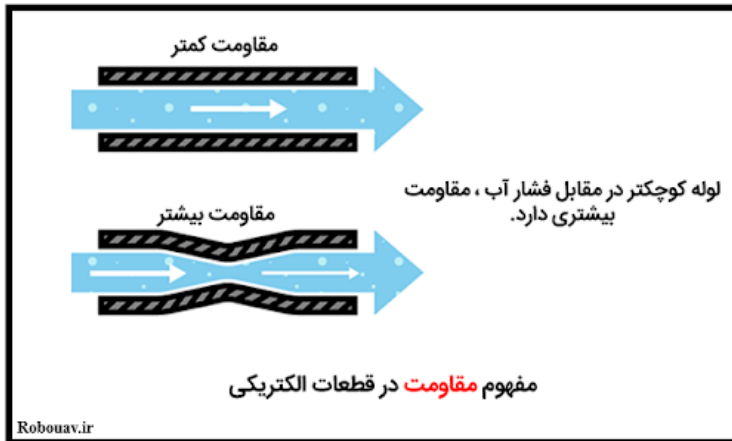 مقاومت کمتر
لوله کوچکتر در مقابل فشار آب ، مقاومت
بیشتری دارد.
مقاومت بیشتر
مفهوم مقاومت در قطعات الکتریکی
Robouav.ir